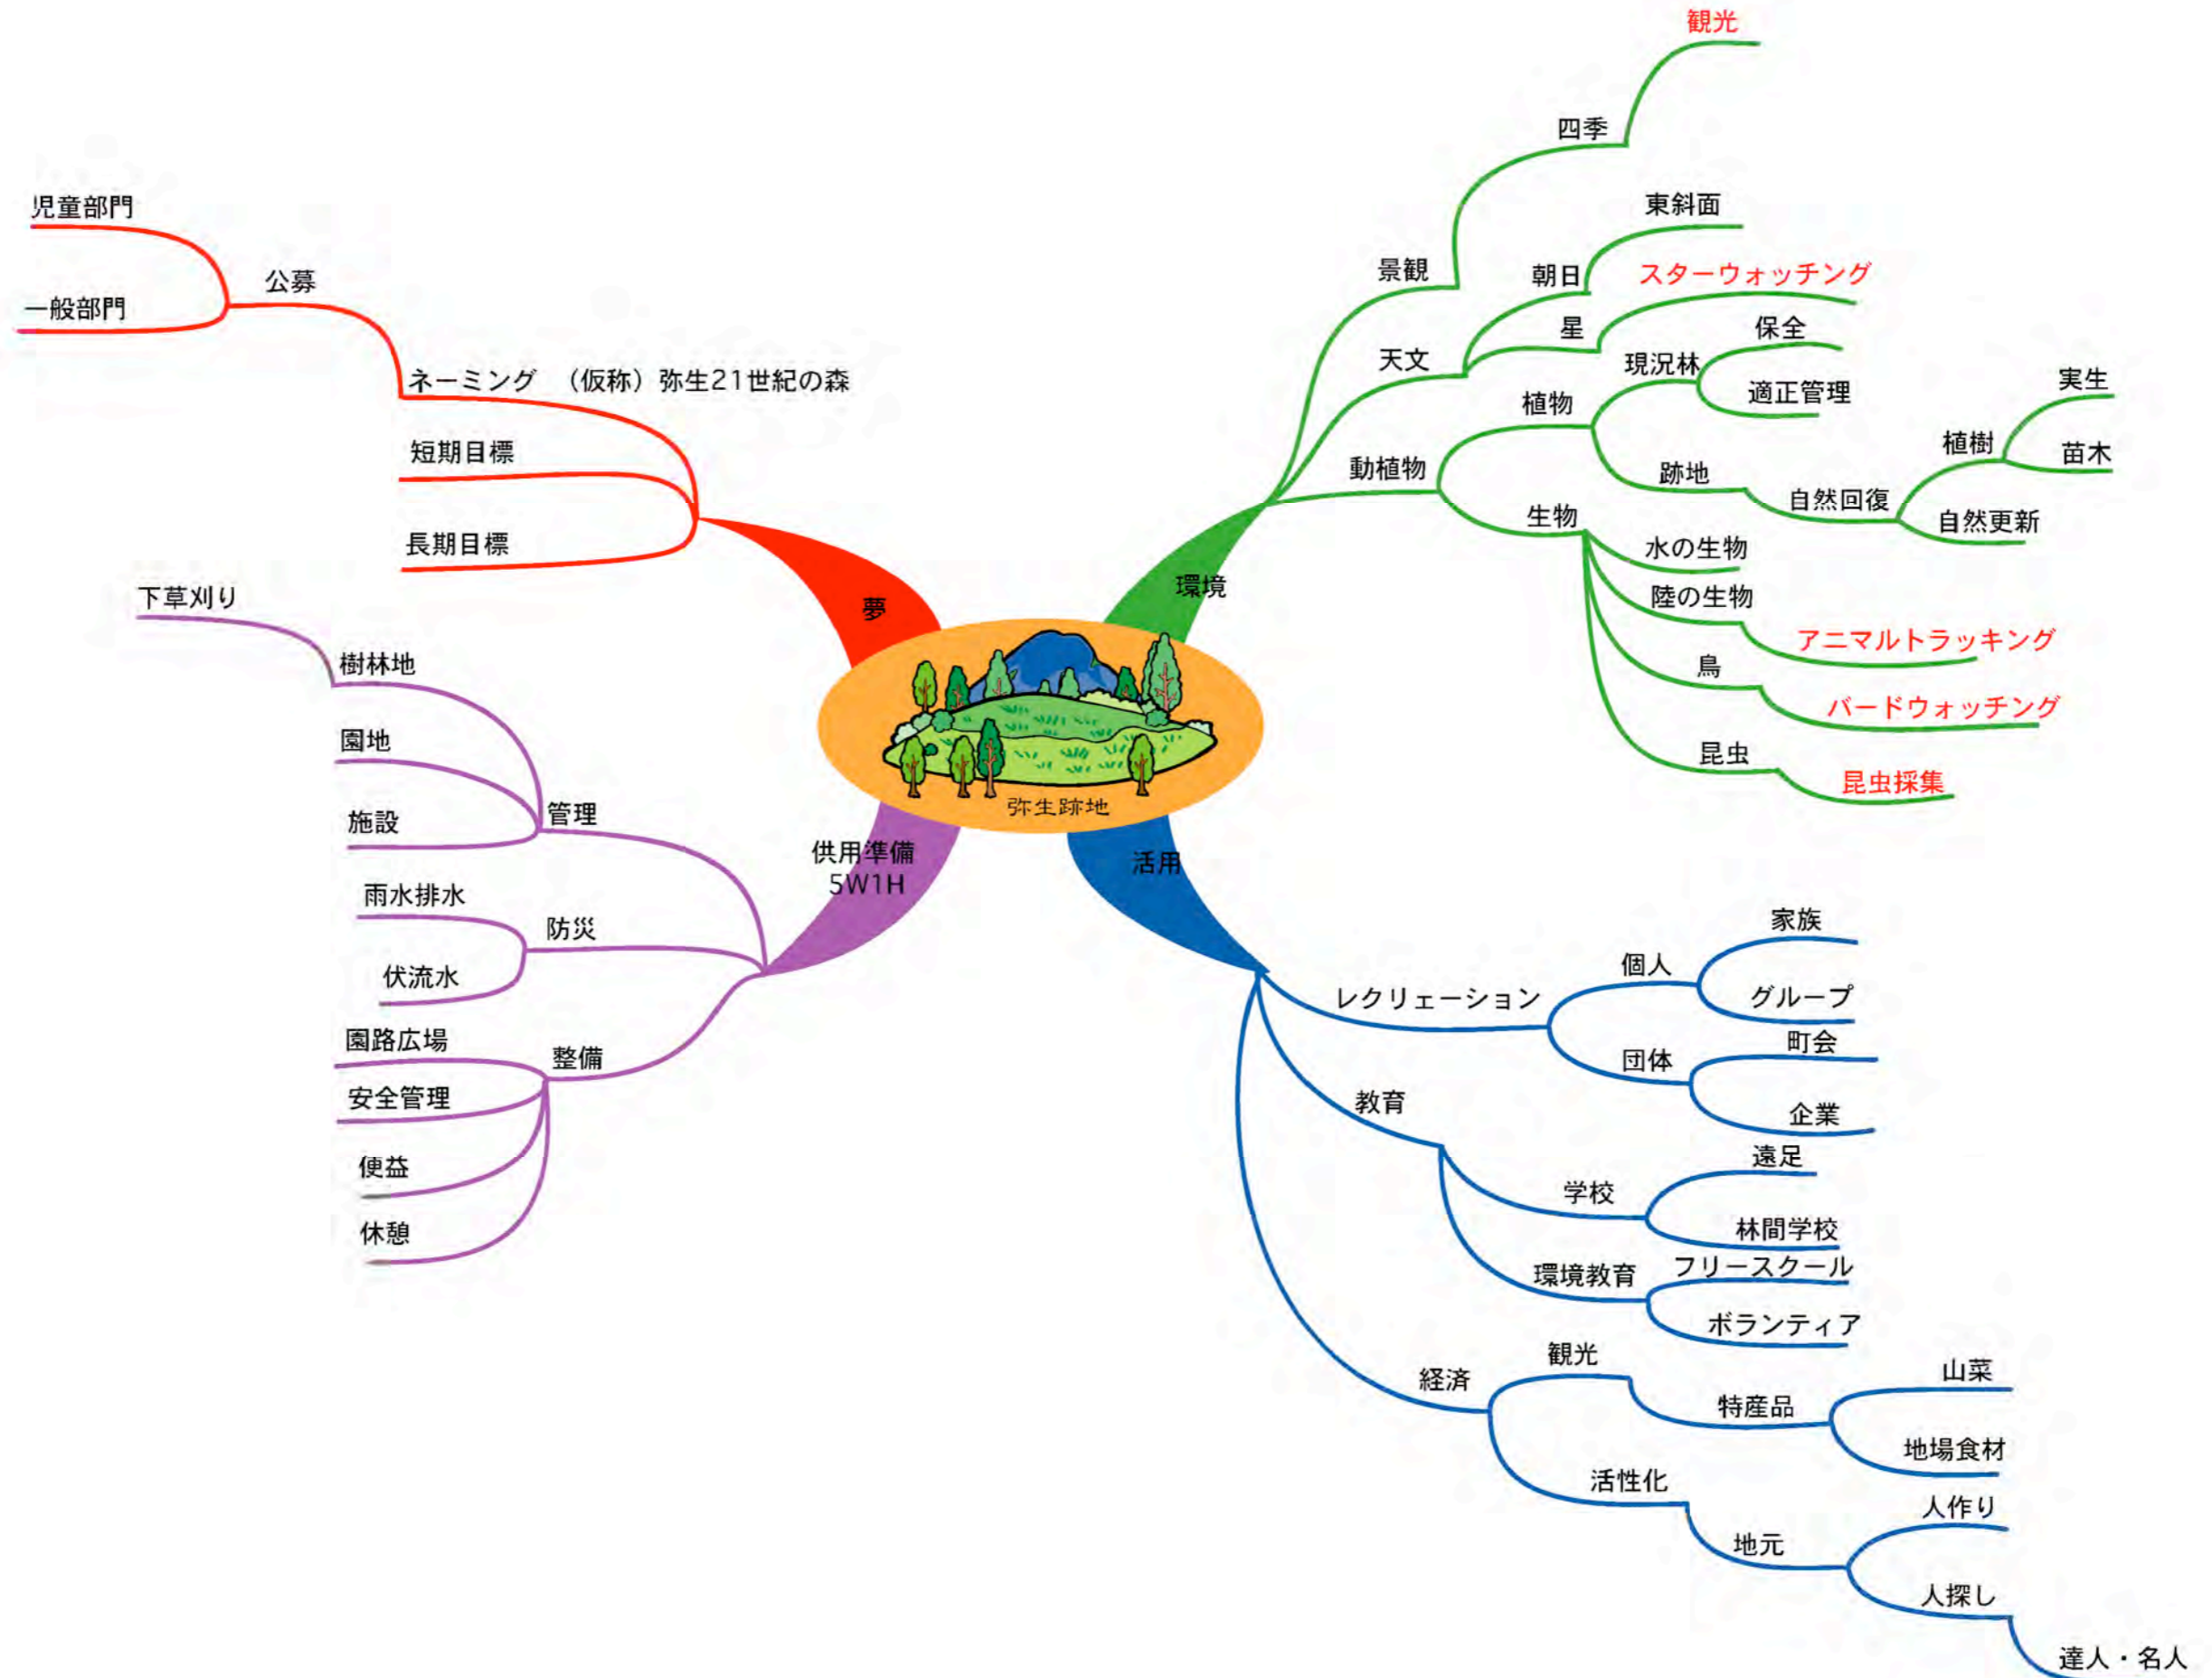 弥生跡地
夢
ネーミング （仮称）弥生21世紀の森
公募
児童部門
一般部門
短期目標
長期目標
環境
景観
四季
観光
天文
朝日
東斜面
星
スターウォッチング
動植物
植物
現況林
保全
適正管理
跡地
自然回復
植樹
実生
苗木
自然更新
生物
水の生物
陸の生物
アニマルトラッキング
鳥
バードウォッチング
昆虫
昆虫採集
供用準備
5W1H
管理
樹林地
下草刈り
園地
施設
防災
雨水排水
伏流水
整備
園路広場
安全管理
便益
休憩
活用
レクリェーション
個人
家族
グループ
団体
町会
企業
教育
学校
遠足
林間学校
環境教育
フリースクール
ボランティア
経済
観光
特産品
山菜
地場食材
活性化
地元
人作り
人探し
達人・名人